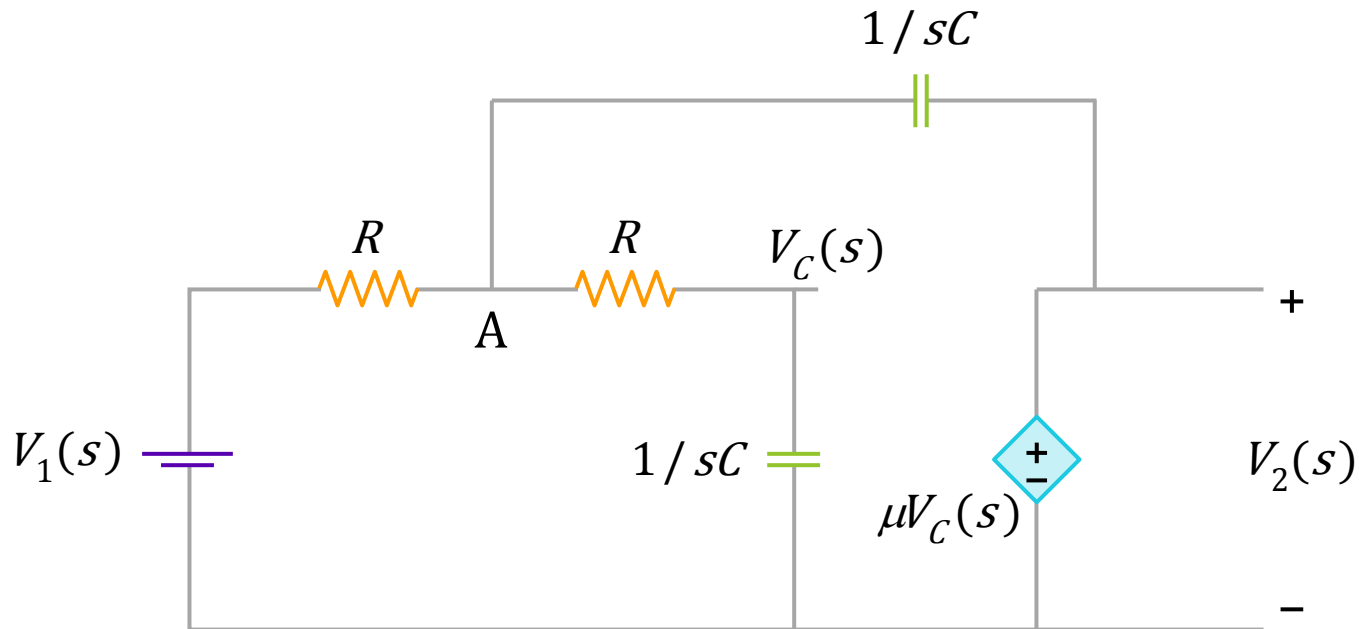 1/sC
R
R
V_C(s)
A
+
V_1(s)
1/sC
+
−
μV_C(s)
V_2(s)
−